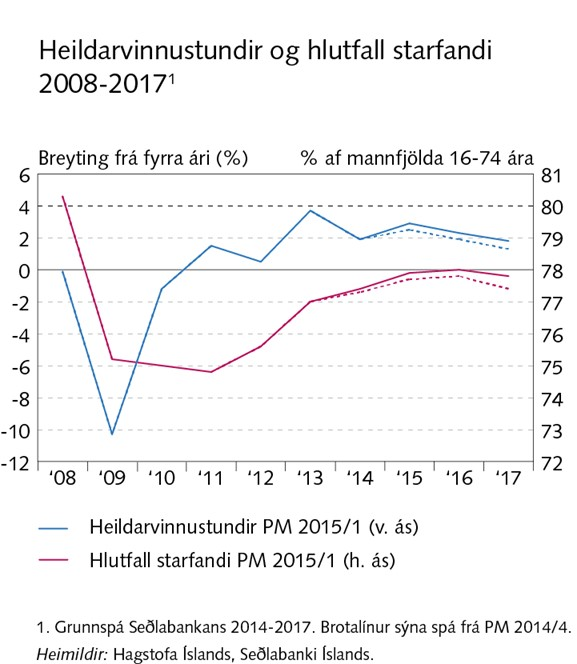 Heildarvinnustundir og hlutfall starfandi
2008-2017¹
Breyting frá fyrra ári (%)
% af mannfjölda 16-74 ára
6
4
2
0
-2
-4
-6
-8
-10
-12
81
80
79
78
77
76
75
74
73
72
‘08 ‘09 ‘10 ‘11 ‘12 ‘13 ‘14 ‘15 ‘16 ‘17
Heildarvinnustundir PM 2015/1 (v. ás)
Hlutfall starfandi PM 2015/1 (h. ás)
1. Grunnspá Seðlabankans 2014-2017. Brotalínur sýna spá frá PM 2014/4.
Heimildir: Hagstofa Íslands, Seðlabanki Íslands.